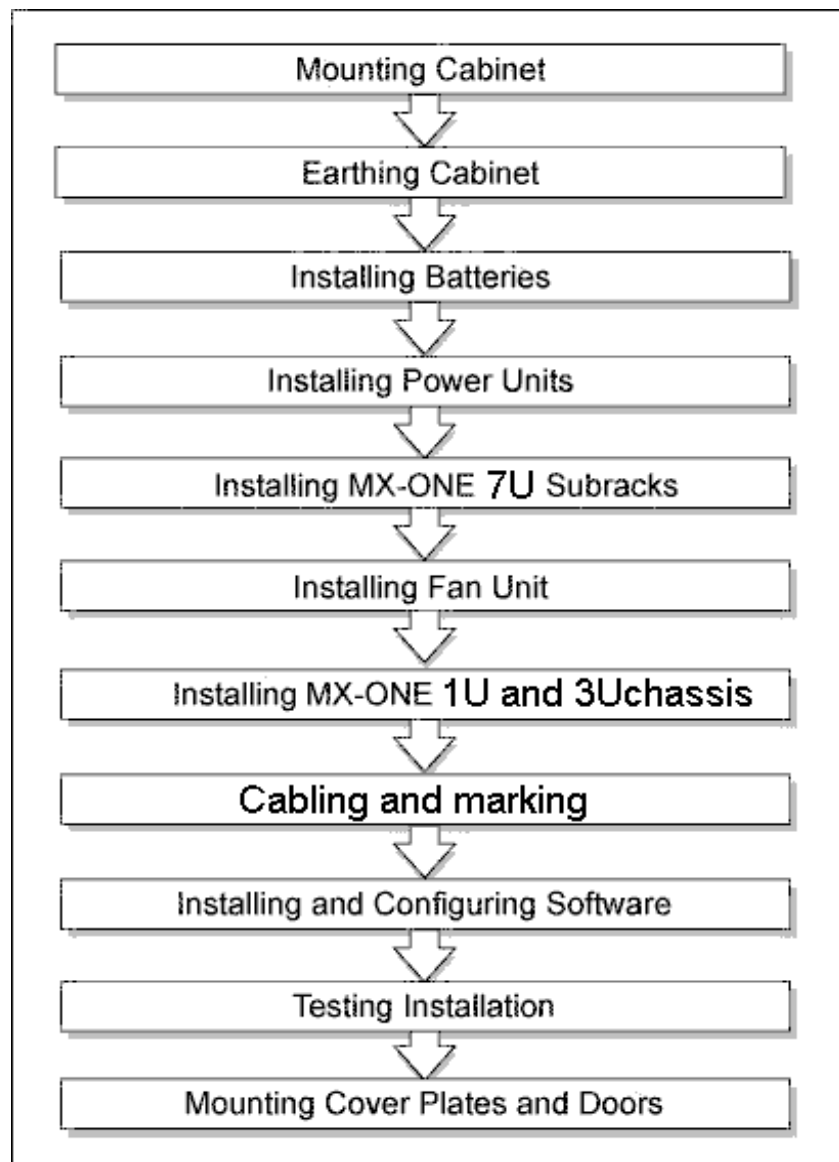 Mounting Cabinet
Earthing Cabinet
Installing Batteries
Installing Power Units
Installing MX-ONE 7U Subracks
Installing Fan Unit
Installing MX-ONE 1U and 3Uchassis
Cabling and marking
Installing and Configuring Software
Testing Installation
Mounting Cover Plates and Doors